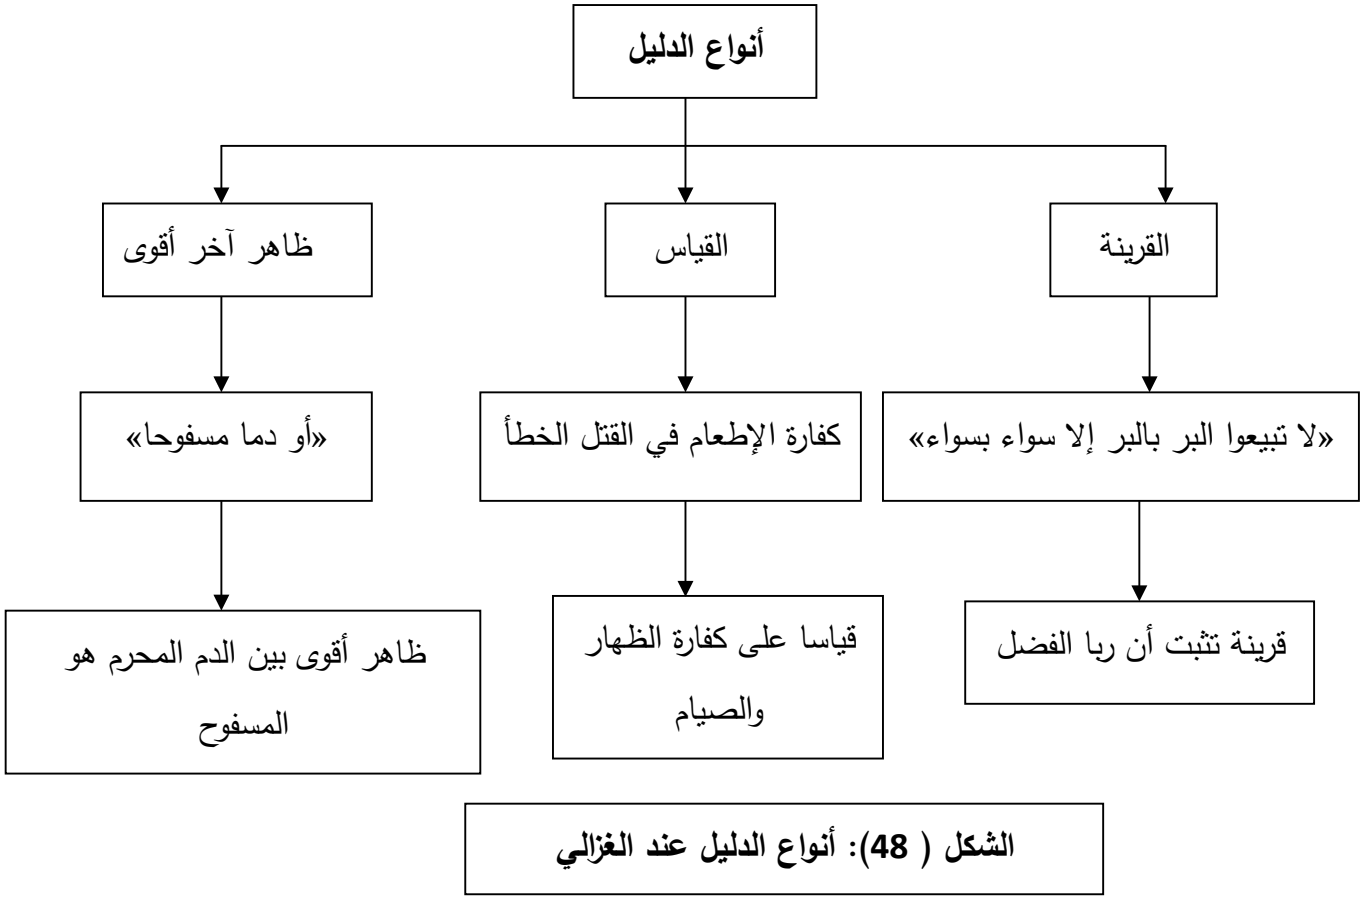 أنواع الدليل
القرينة
القياس
ظاهر آخر أقوى
«لا تبيعوا البر بالبر إلا سواء بسواء»
كفارة الإطعام في القتل الخطأ
«أو دما مسفوحا»
قرينة تثبت أن ربا الفضل
قياسا على كفارة الظهار
والصيام
ظاهر أقوى بين الدم المحرم هو
المسفوح
الشكل ( 48): أنواع الدليل عند الغزالي